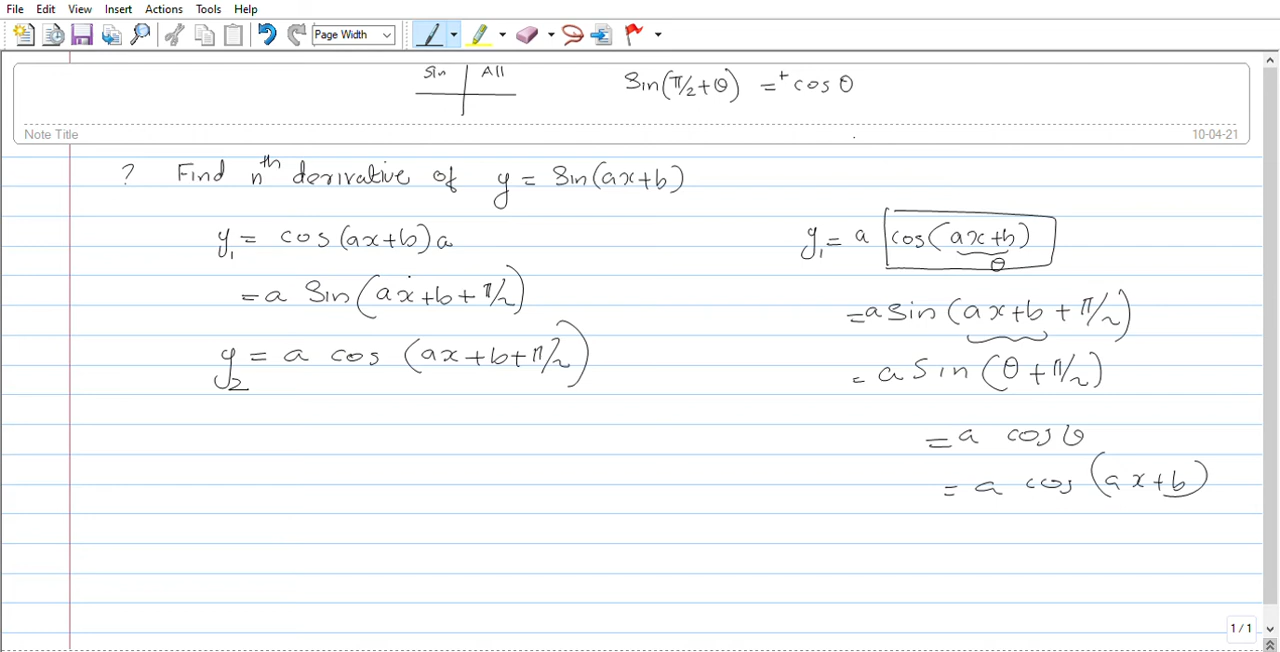 File Edit View Insert Actions Tools Help
Page Width
Sin All
Sin(π/2+θ) =+ cos θ
Note Title
10-04-21
? Find nth derivative of y = Sin(ax+b)
y1 = cos(ax+b)a
= a Sin(ax+b+π/2)
y2 = a cos (ax+b+π/2)
y1 = a cos(ax+b)
θ
= a sin(ax+b+π/2)
= a Sin(θ+π/2)
= a cosθ
= a cos(ax+b)
1 / 1